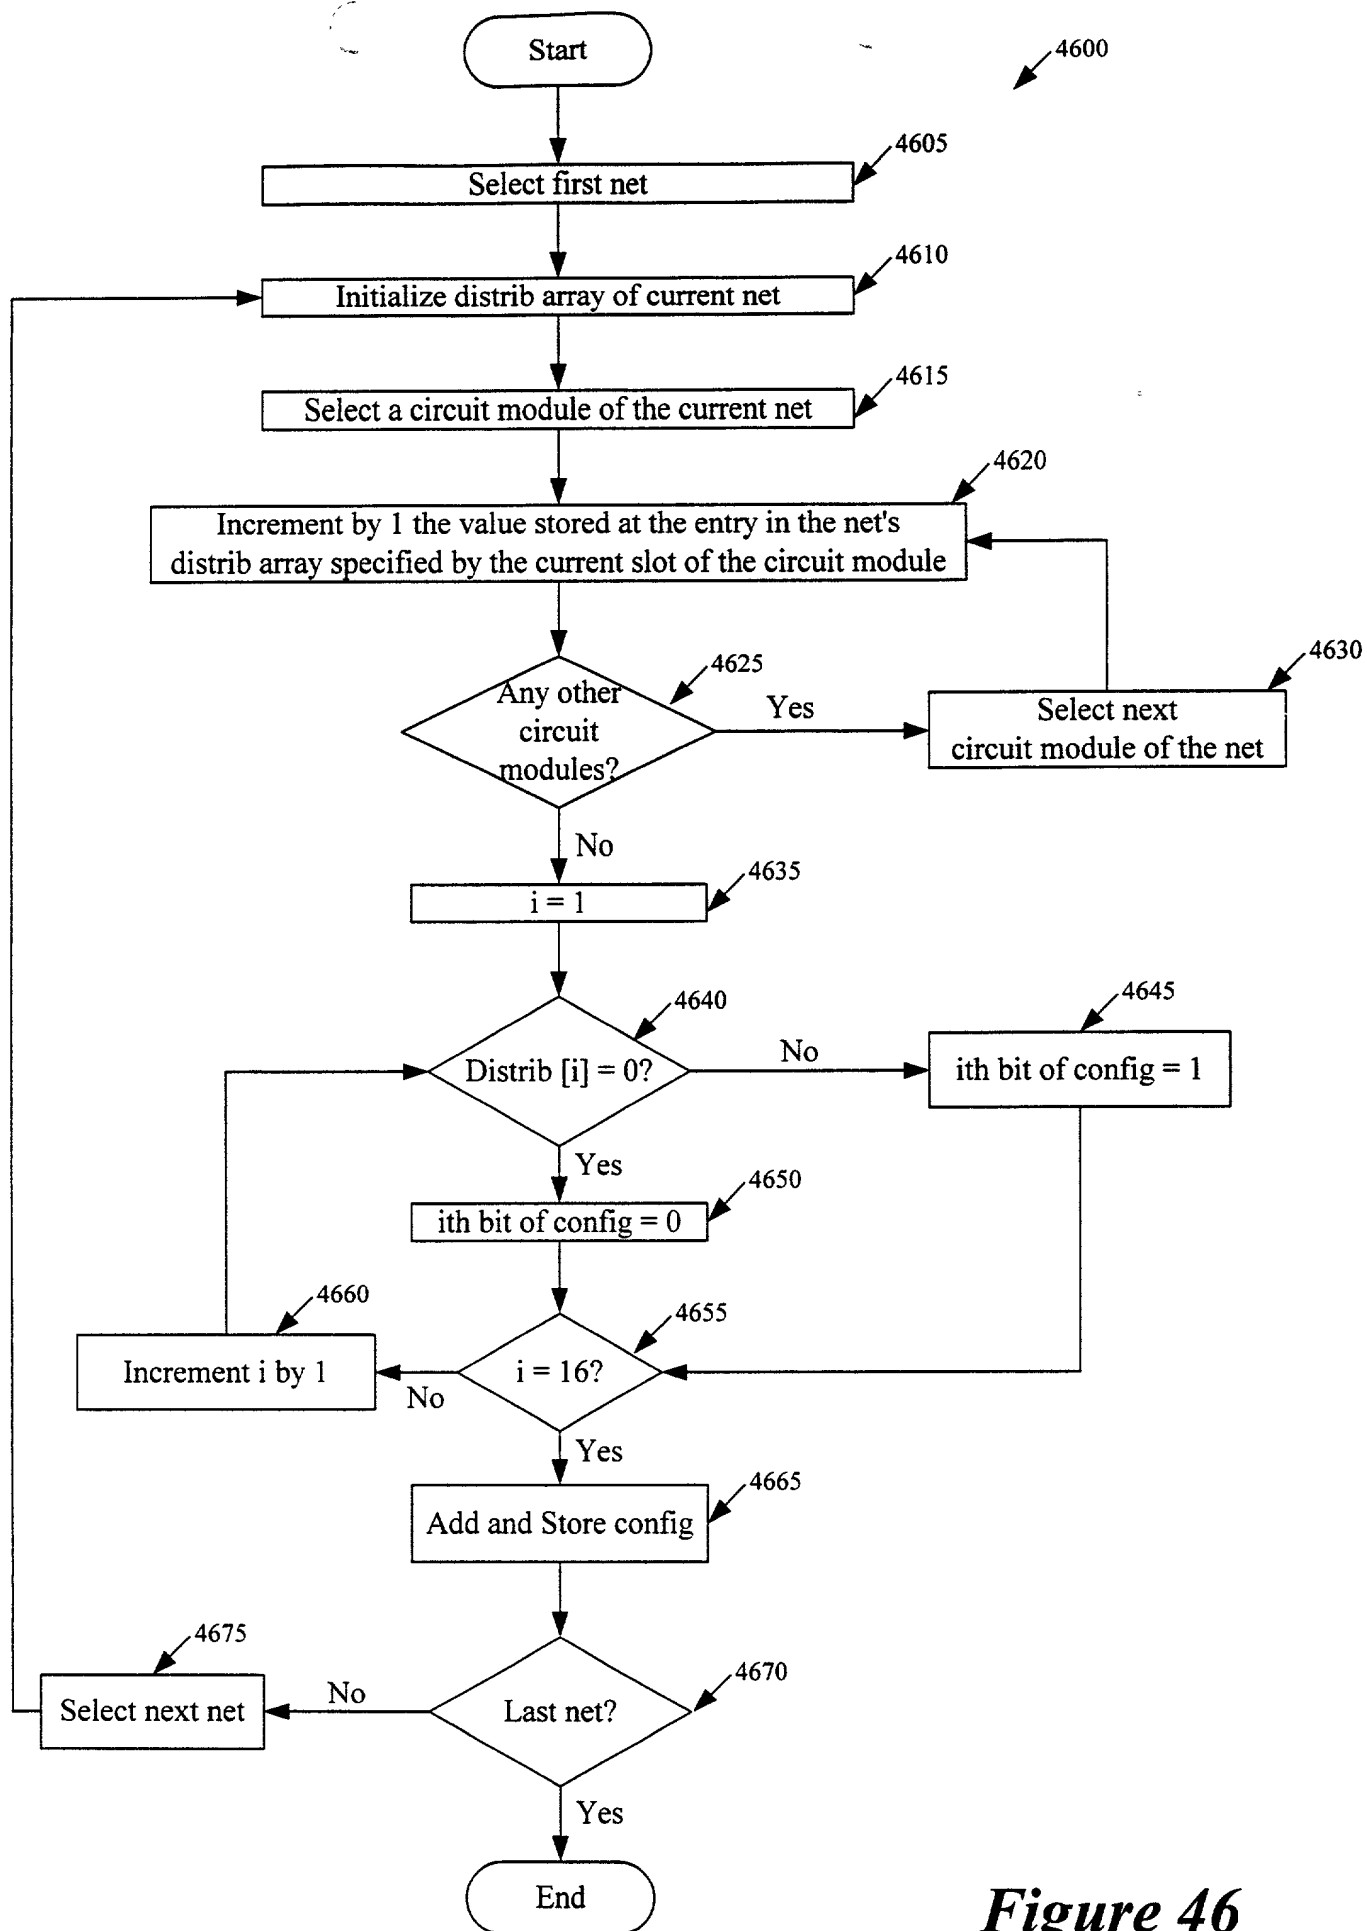 Start
4600
4605
Select first net
4610
Initialize distrib array of current net
4615
Select a circuit module of the current net
4620
Increment by 1 the value stored at the entry in the net's
distrib array specified by the current slot of the circuit module
4625
4630
Any other
circuit
modules?
Yes
Select next
circuit module of the net
No
4635
i = 1
4640
4645
Distrib [i] = 0?
No
ith bit of config = 1
Yes
4650
ith bit of config = 0
4660
4655
Increment i by 1
No
i = 16?
Yes
4665
Add and Store config
4675
4670
Select next net
No
Last net?
Yes
End
Figure 46